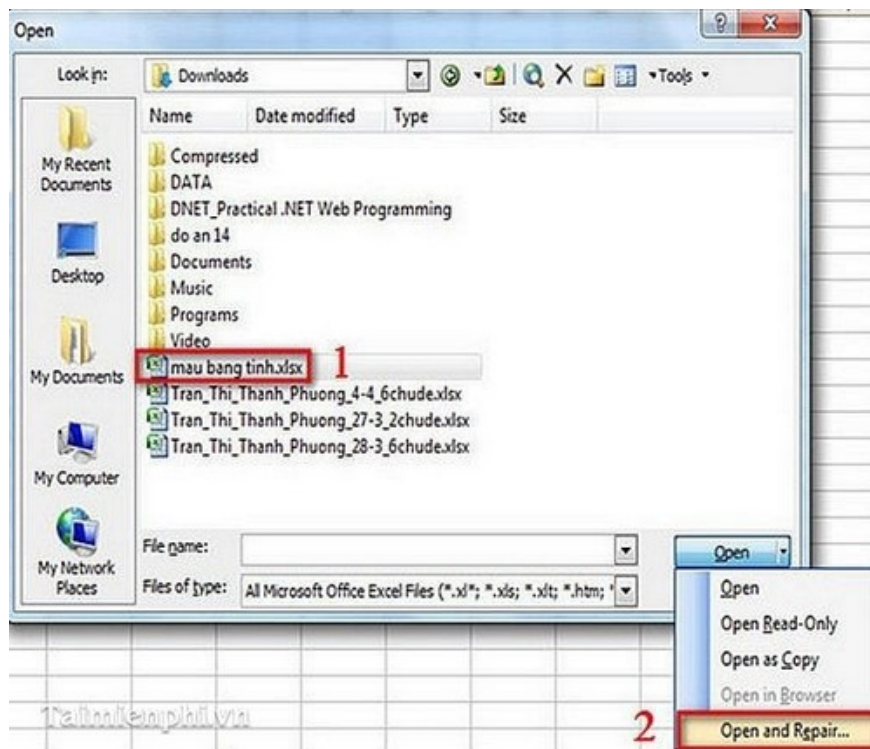 Open
Look in:
Downloads
Tools
Name Date modified Type Size
My Recent
Documents
Desktop
My Documents
My Computer
My Network
Places
Compressed
DATA
DNET_Practical .NET Web Programming
do an 14
Documents
Music
Programs
Video
mau bang tinh.xlsx 1
Tran_Thi_Thanh_Phuong_4-4_6chude.xlsx
Tran_Thi_Thanh_Phuong_27-3_2chude.xlsx
Tran_Thi_Thanh_Phuong_28-3_6chude.xlsx
File name:
Open
Files of type: All Microsoft Office Excel Files (*.xl*; *.xls; *.xlt; *.htm; *
Open
Open Read-Only
Open as Copy
Open in Browser
2 Open and Repair...
Taimienphi.vn